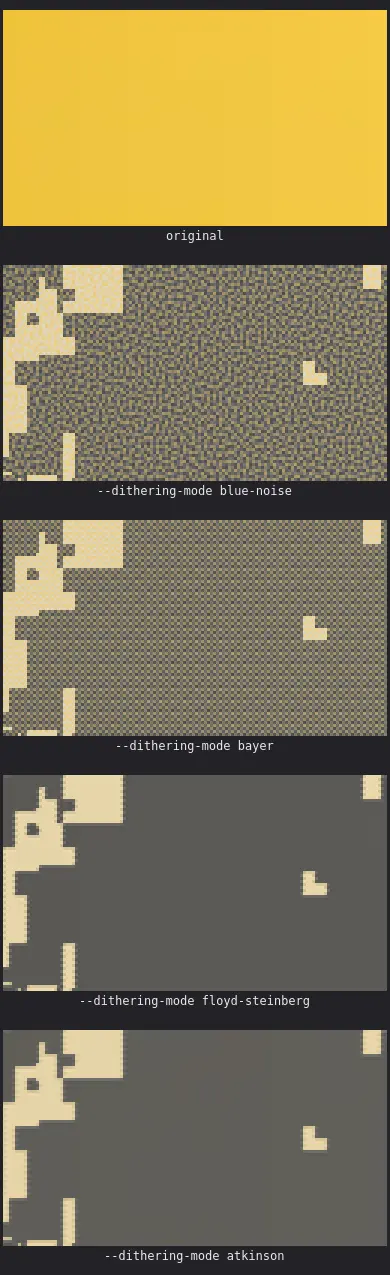 original
--dithering-mode blue-noise
--dithering-mode bayer
--dithering-mode floyd-steinberg
--dithering-mode atkinson